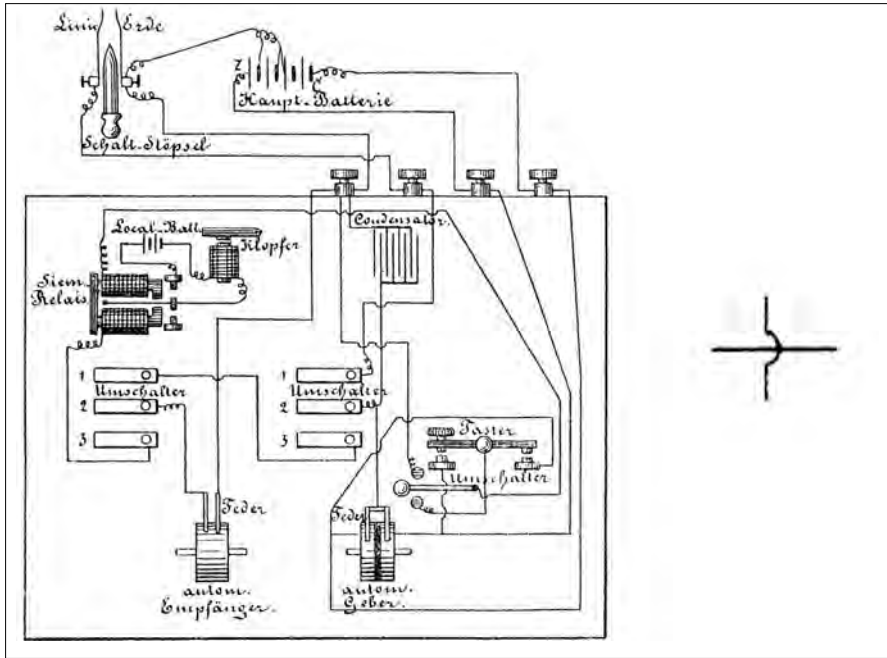 Linie Erde
Z
K
Haupt-Batterie
Schalt-Stöpsel
Condensator.
Local-Batt.
Klopfer
Siem.
Relais
1
Umschalter
2
3
1
Umschalter
2
3
Taster
Umschalter
Feder
Feder
autom.
Empfänger.
autom.
Geber.